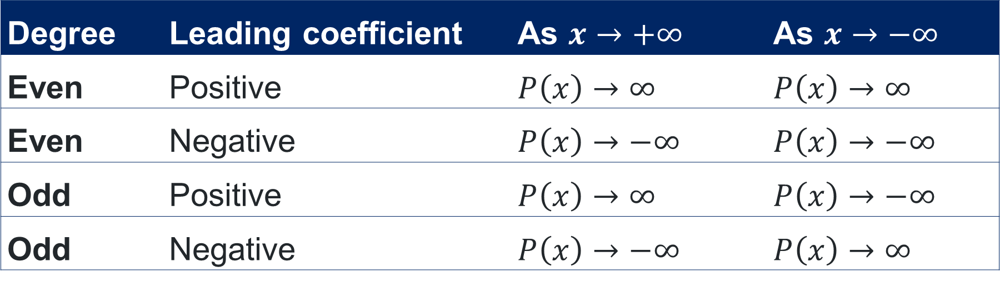 Degree Leading coefficient As x → +∞ As x → −∞
Even Positive P(x) → ∞ P(x) → ∞
Even Negative P(x) → −∞ P(x) → −∞
Odd Positive P(x) → ∞ P(x) → −∞
Odd Negative P(x) → −∞ P(x) → ∞